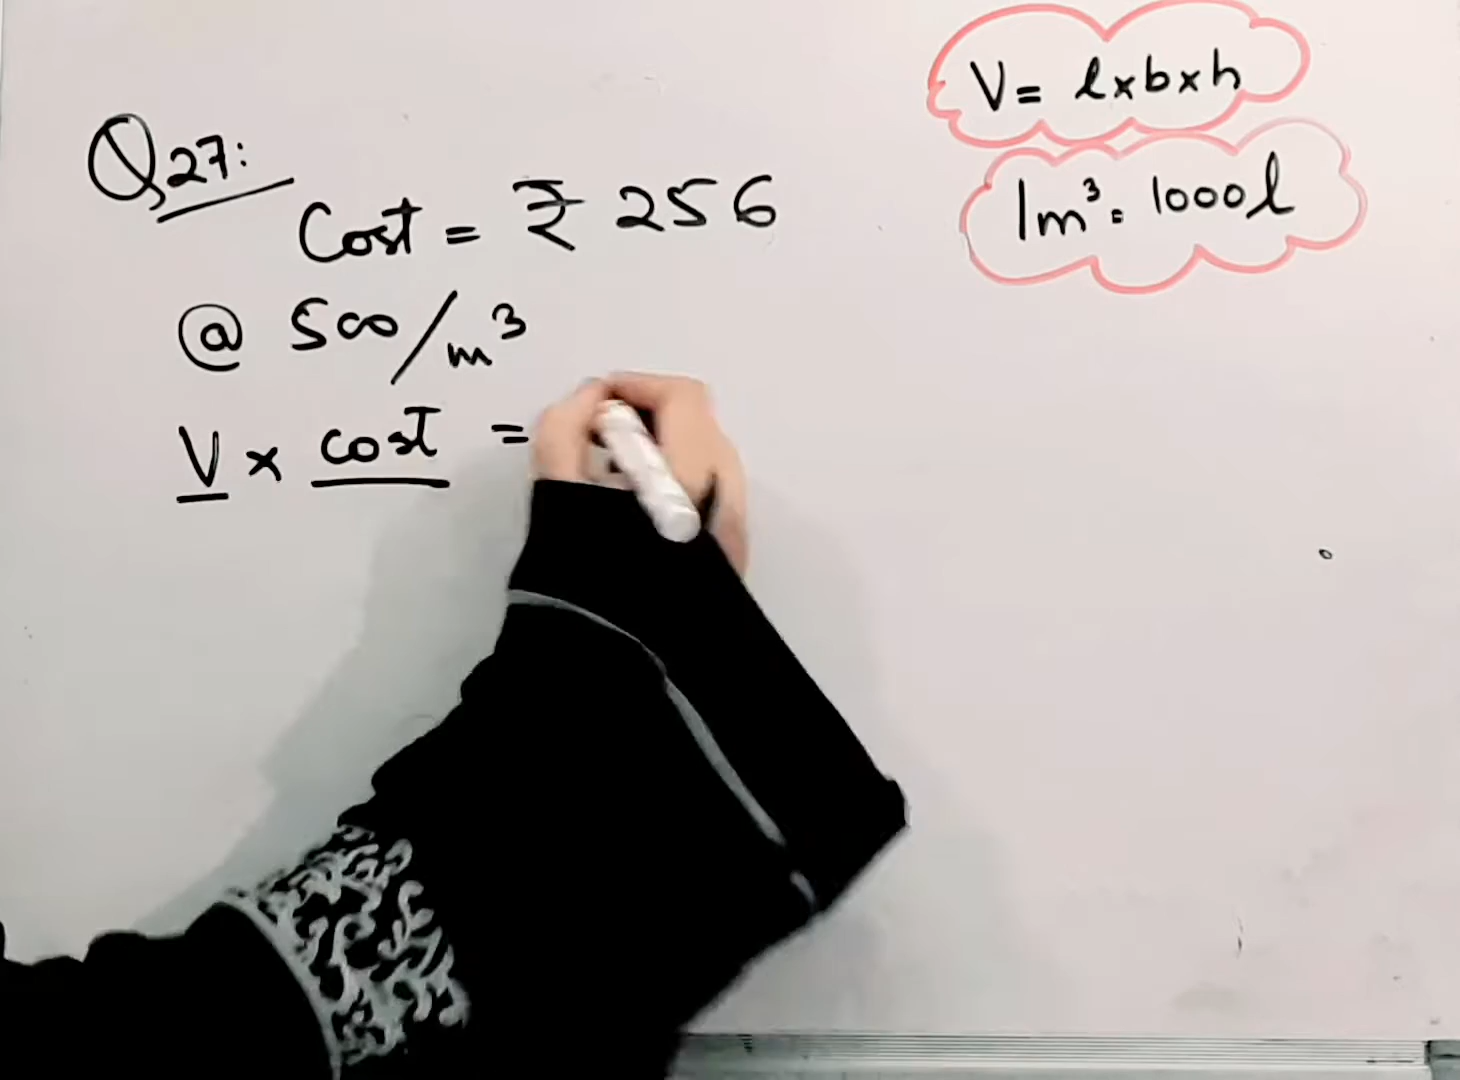 Q27:
Cost = ₹ 256
@ 500/m³
V × cost =
V = l×b×h
1m³ = 1000l